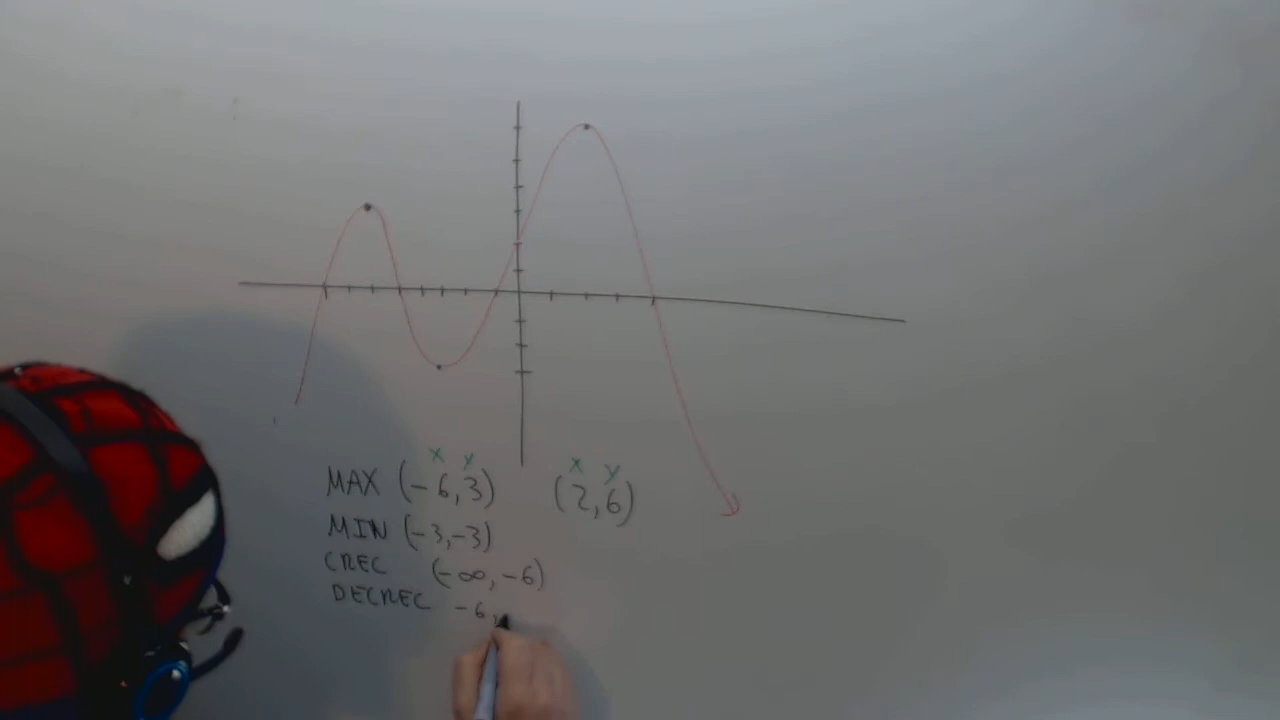 x y x y
MAX (-6,3) (2,6)
MIN (-3,-3)
CREC (-∞,-6)
DECREC -6,